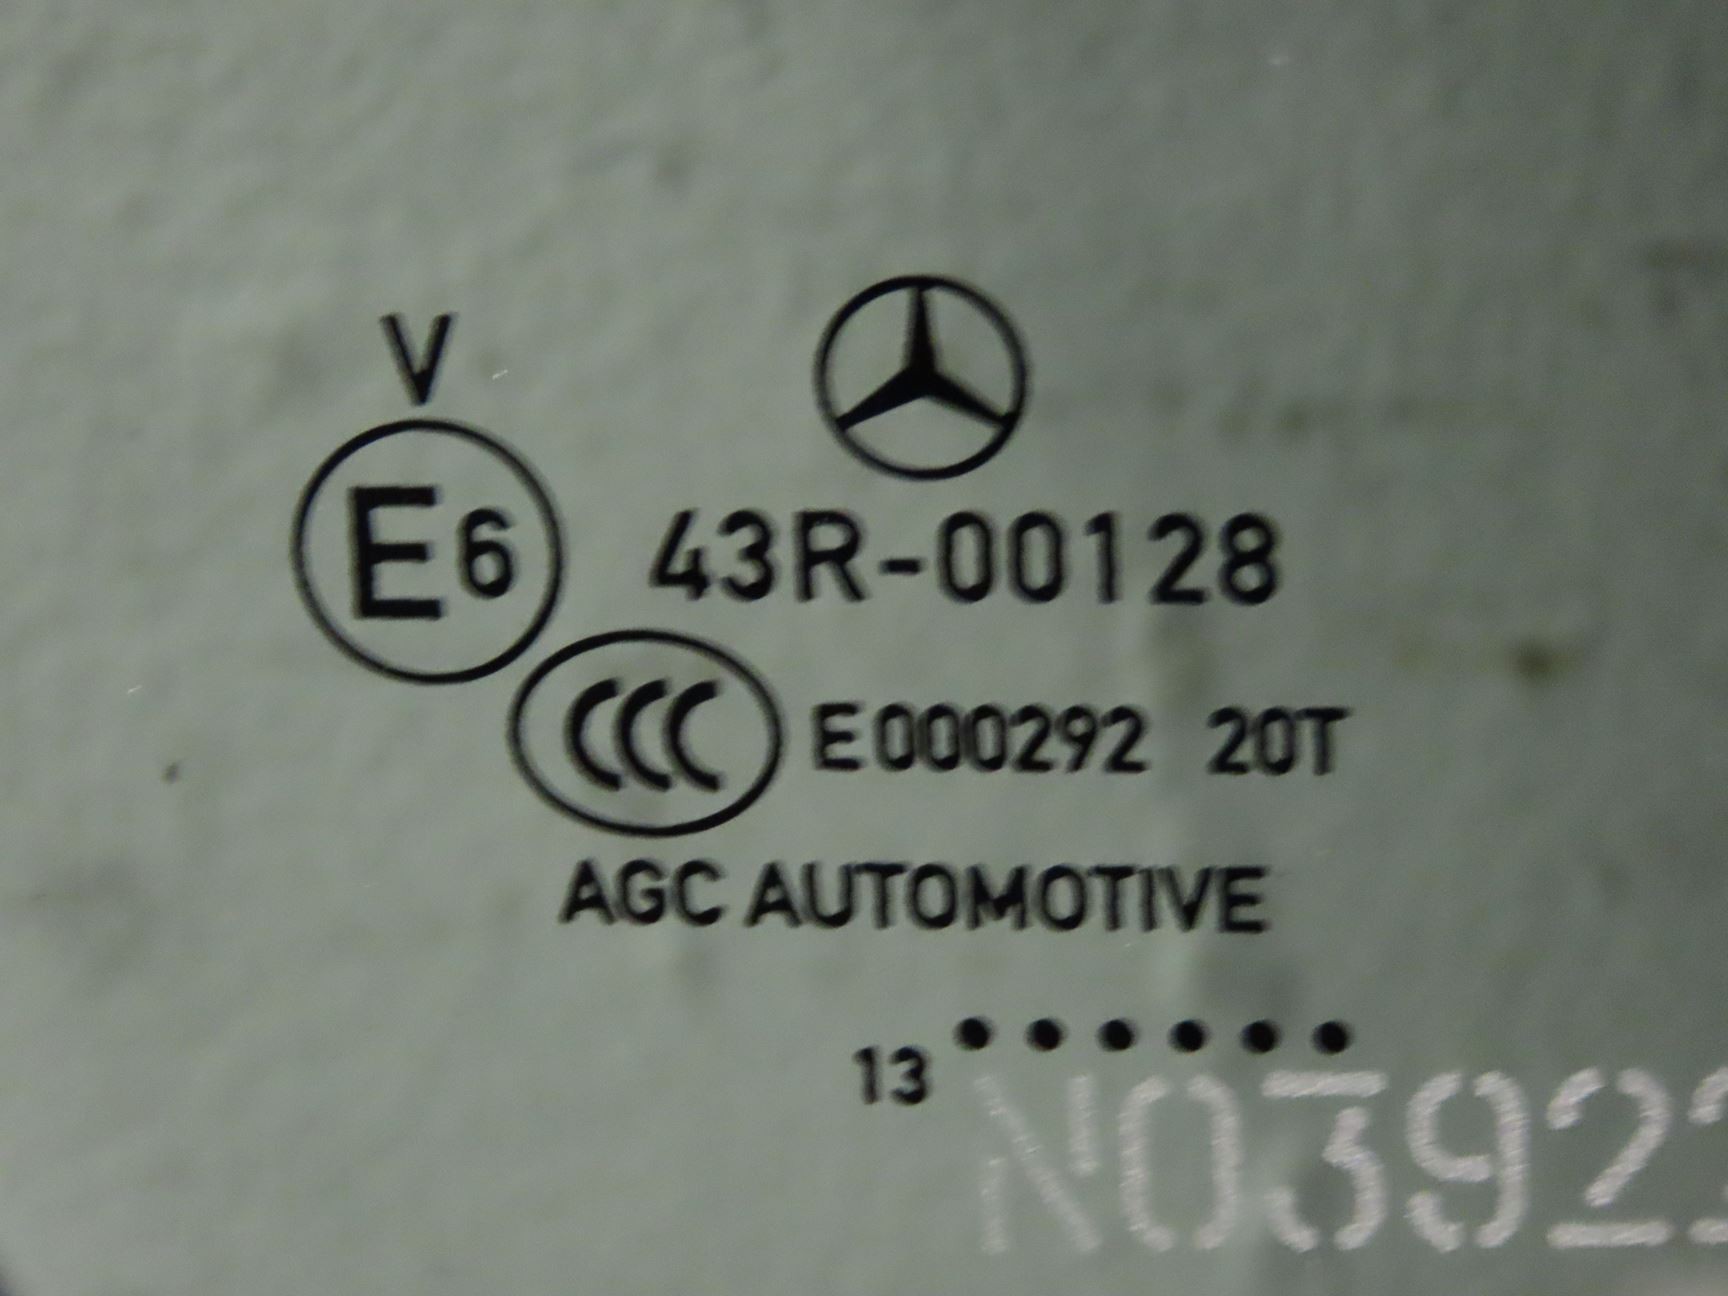 V
E6 43R-00128
CCC E000292 20T
AGC AUTOMOTIVE
13 ••••••
N0392